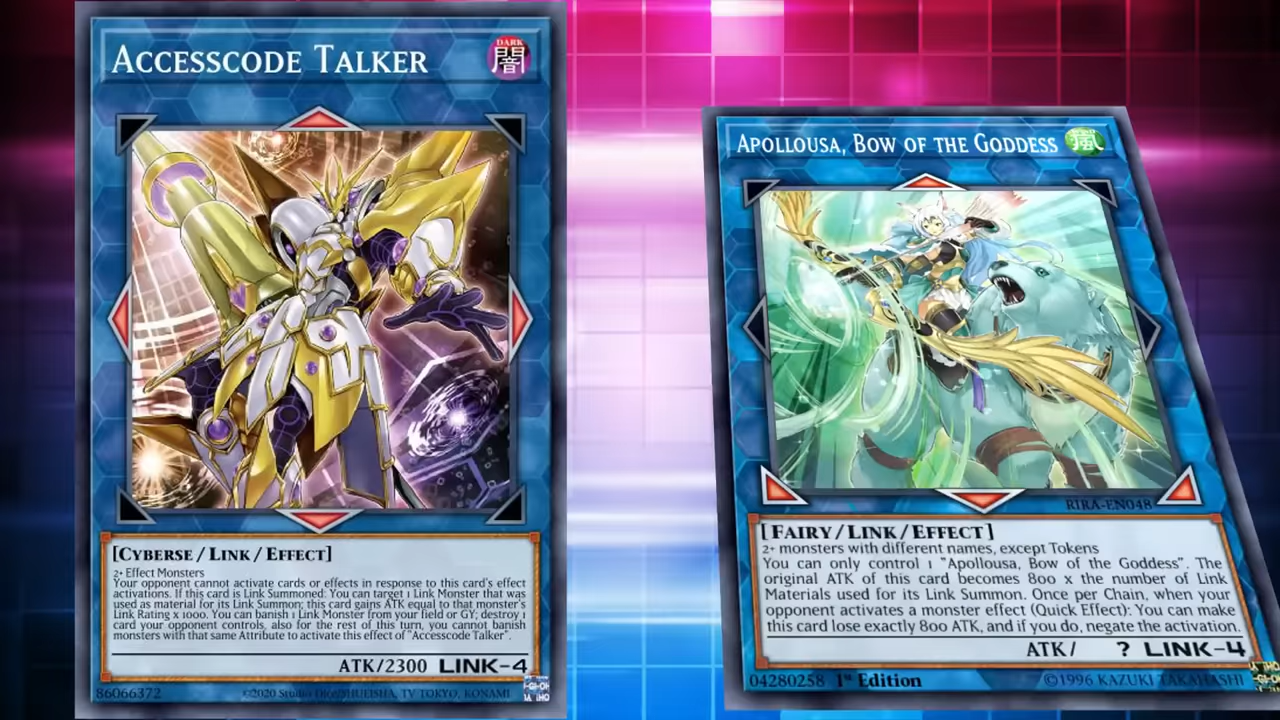 Accesscode Talker
DARK
闇
[Cyberse/Link/Effect]
2+ Effect Monsters
Your opponent cannot activate cards or effects in response to this card's effect
activations. If this card is Link Summoned: You can target 1 Link Monster that was
used as material for its Link Summon; this card gains ATK equal to that monster's
Link Rating x 1000. You can banish 1 Link Monster from your field or GY; destroy 1
card your opponent controls, also for the rest of this turn, you cannot banish
monsters with that same Attribute to activate this effect of "Accesscode Talker".
ATK/2300 LINK-4
86066372 ©2020 Studio Dice/SHUEISHA, TV TOKYO, KONAMI
Apollousa, Bow of the Goddess
風
RIRA-EN048
[Fairy/Link/Effect]
2+ monsters with different names, except Tokens
You can only control 1 "Apollousa, Bow of the Goddess". The
original ATK of this card becomes 800 x the number of Link
Materials used for its Link Summon. Once per Chain, when your
opponent activates a monster effect (Quick Effect): You can make
this card lose exactly 800 ATK, and if you do, negate the activation.
ATK/ ? LINK-4
04280258 1st Edition ©1996 KAZUKI TAKAHASHI